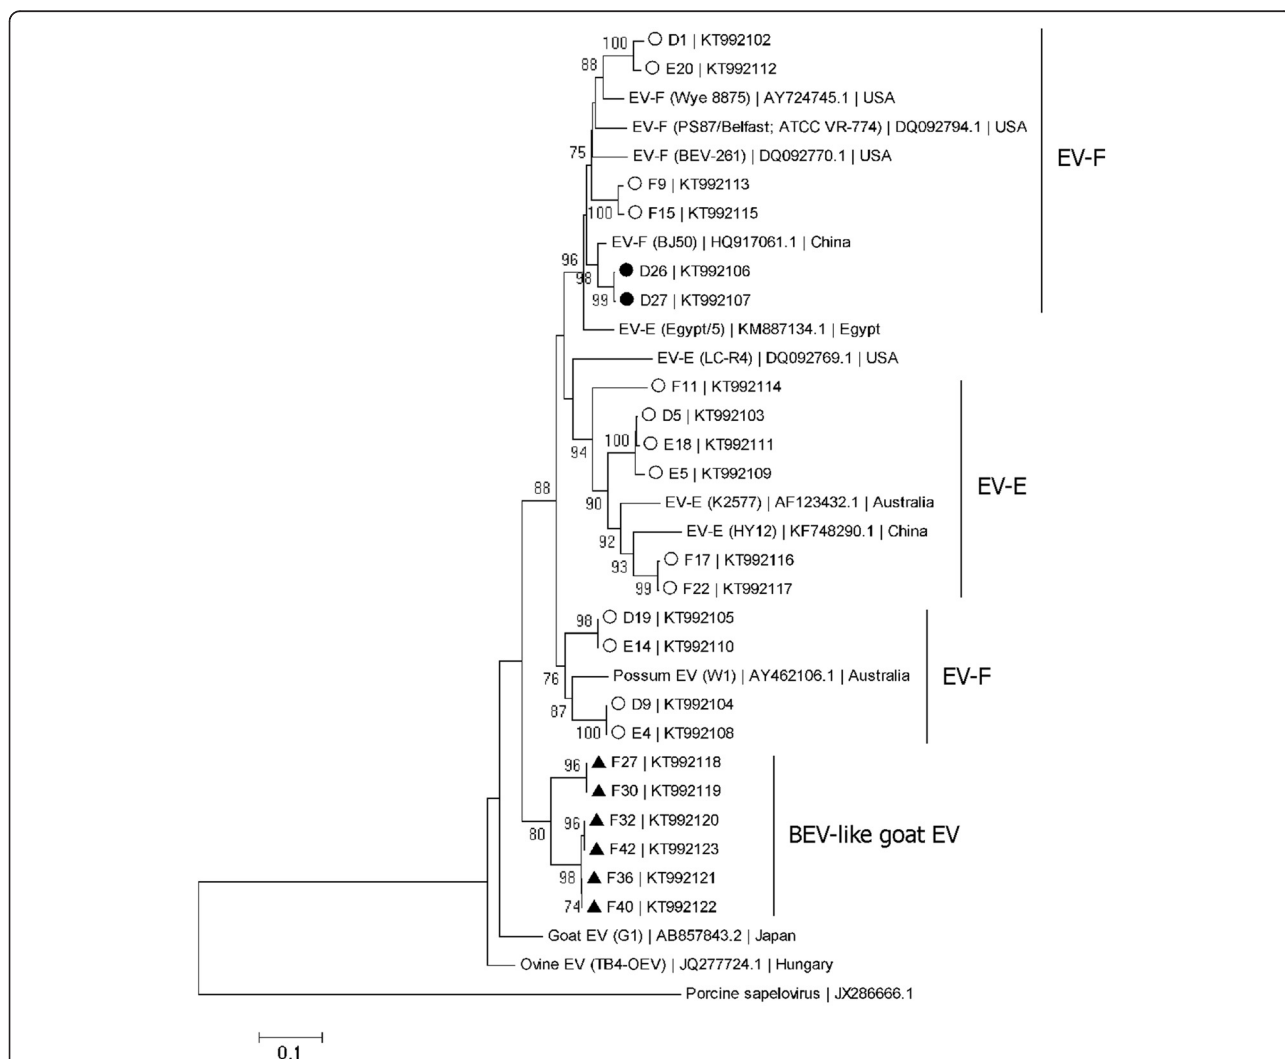 100
D1 | KT992102
88
E20 | KT992112
EV-F (Wye 8875) | AY724745.1 | USA
EV-F (PS87/Belfast; ATCC VR-774) | DQ092794.1 | USA
75
EV-F (BEV-261) | DQ092770.1 | USA
EV-F
F9 | KT992113
100
F15 | KT992115
EV-F (BJ50) | HQ917061.1 | China
96
98
D26 | KT992106
99
D27 | KT992107
EV-E (Egypt/5) | KM887134.1 | Egypt
EV-E (LC-R4) | DQ092769.1 | USA
F11 | KT992114
D5 | KT992103
100
E18 | KT992111
94
E5 | KT992109
EV-E
88
90
EV-E (K2577) | AF123432.1 | Australia
EV-E (HY12) | KF748290.1 | China
92
F17 | KT992116
93
99
F22 | KT992117
98
D19 | KT992105
E14 | KT992110
76
Possum EV (W1) | AY462106.1 | Australia
EV-F
87
D9 | KT992104
100
E4 | KT992108
96
F27 | KT992118
F30 | KT992119
96
F32 | KT992120
80
BEV-like goat EV
F42 | KT992123
98
F36 | KT992121
74
F40 | KT992122
Goat EV (G1) | AB857843.2 | Japan
Ovine EV (TB4-OEV) | JQ277724.1 | Hungary
Porcine sapelovirus | JX286666.1
0.1